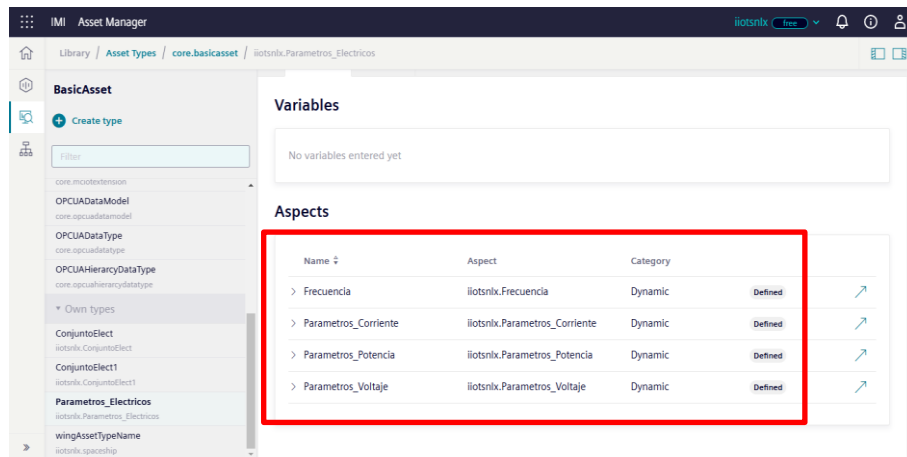 IMI Asset Manager
iiotsnlx free
Library / Asset Types / core.basicasset / iiotsnlx.Parametros_Electricos
BasicAsset
Create type
Filter
core.mciotextension
OPCUADataModel
core.opcuadatamodel
OPCUADataType
core.opcuadatatype
OPCUAHierarcyDataType
core.opcuahierarcydatatype
Own types
ConjuntoElect
iiotsnlx.ConjuntoElect
ConjuntoElect1
iiotsnlx.ConjuntoElect1
Parametros_Electricos
iiotsnlx.Parametros_Electricos
wingAssetTypeName
iiotsnlx.spaceship
Variables
No variables entered yet
Aspects
Name Aspect Category
Frecuencia iiotsnlx.Frecuencia Dynamic Defined
Parametros_Corriente iiotsnlx.Parametros_Corriente Dynamic Defined
Parametros_Potencia iiotsnlx.Parametros_Potencia Dynamic Defined
Parametros_Voltaje iiotsnlx.Parametros_Voltaje Dynamic Defined